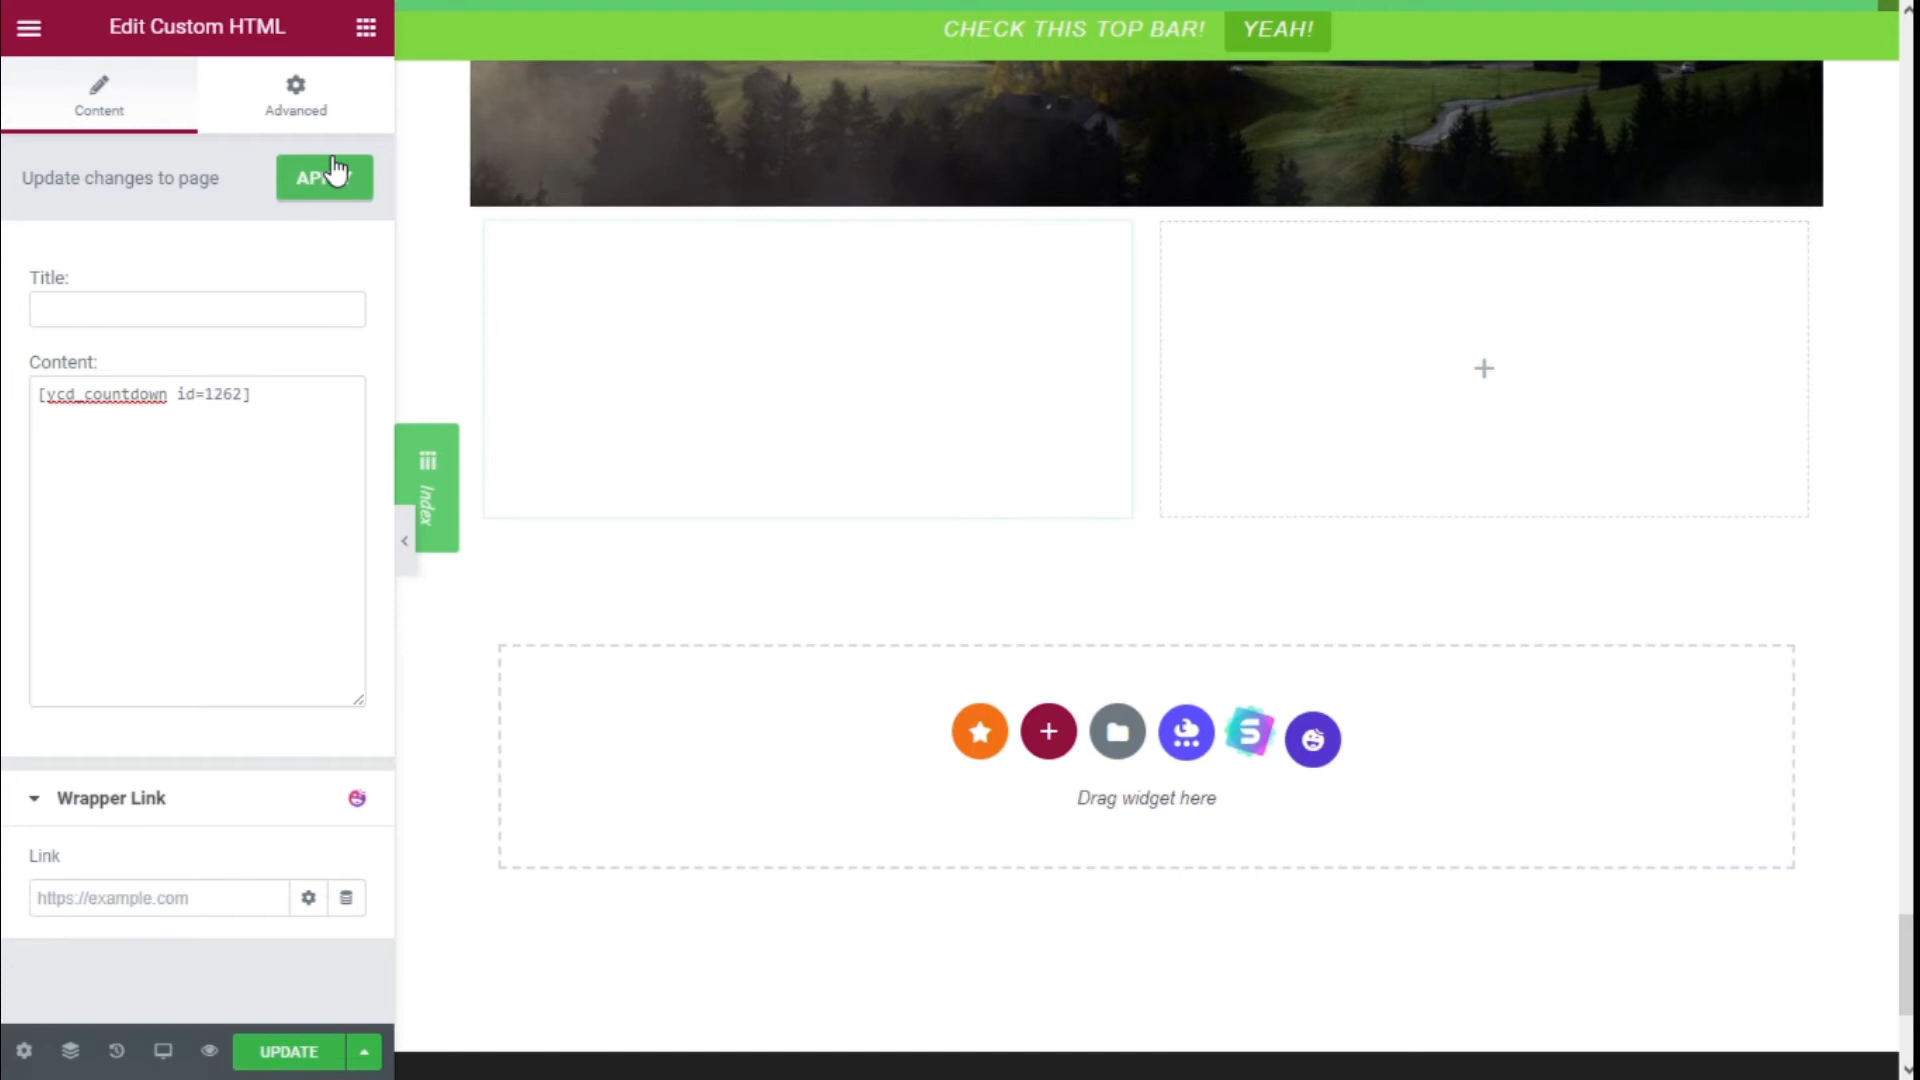 Edit Custom HTML
CHECK THIS TOP BAR! YEAH!
Content
Advanced
Update changes to page
Title:
Content:
[ycd_countdown id=1262]
Index
Drag widget here
Wrapper Link
Link
https://example.com
UPDATE